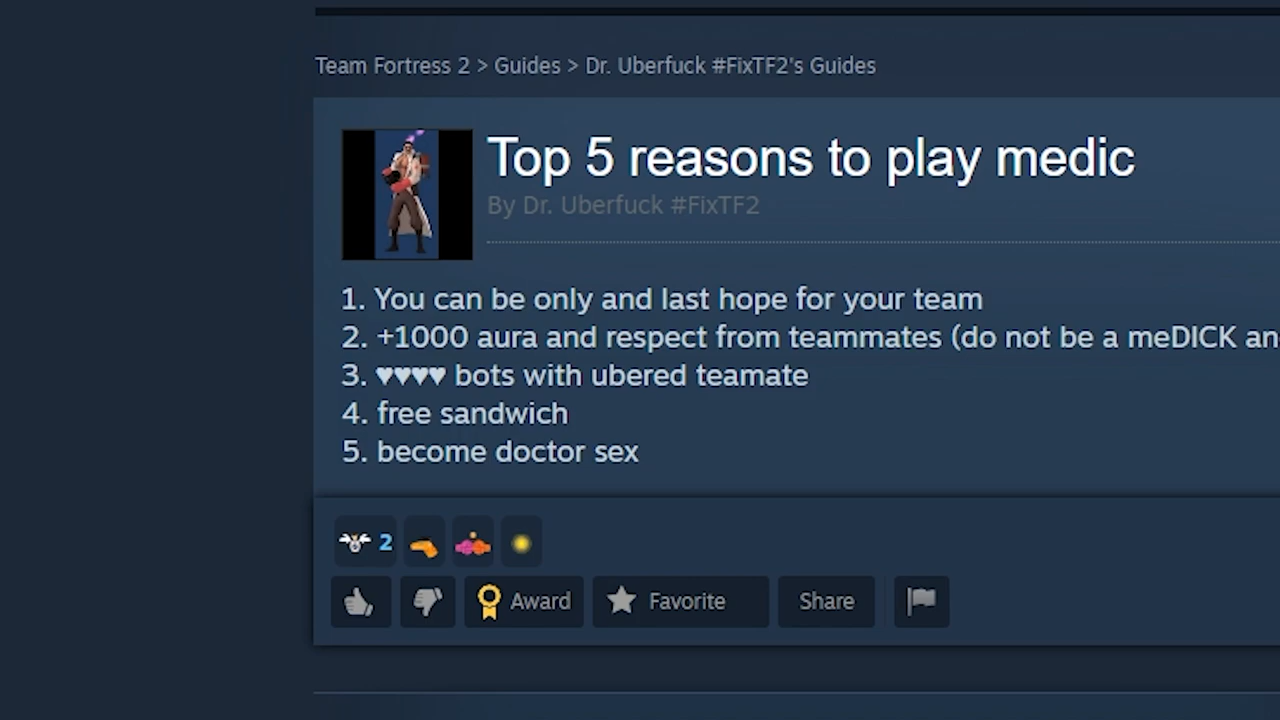 Team Fortress 2 > Guides > Dr. Uberfuck #FixTF2's Guides
Top 5 reasons to play medic
By Dr. Uberfuck #FixTF2
1. You can be only and last hope for your team
2. +1000 aura and respect from teammates (do not be a meDICK an
3. ♥♥♥♥ bots with ubered teamate
4. free sandwich
5. become doctor sex
2
Award Favorite Share